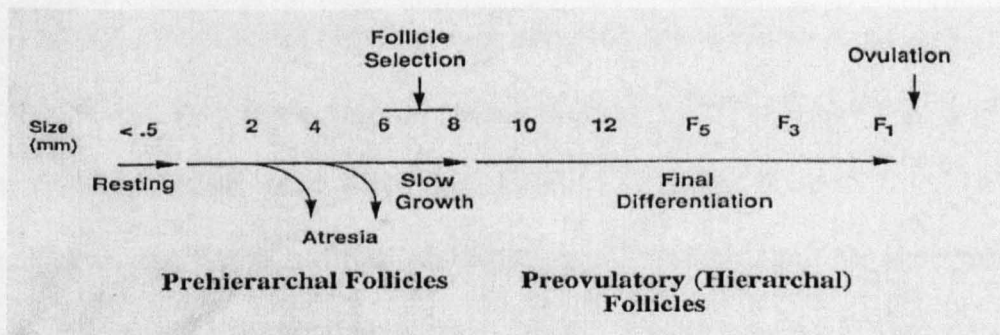 Follicle
Selection
Ovulation
Size
(mm)
< .5 2 4 6 8 10 12 F5 F3 F1
Resting
Slow
Growth
Final
Differentiation
Atresia
Prehierarchal Follicles
Preovulatory (Hierarchal)
Follicles